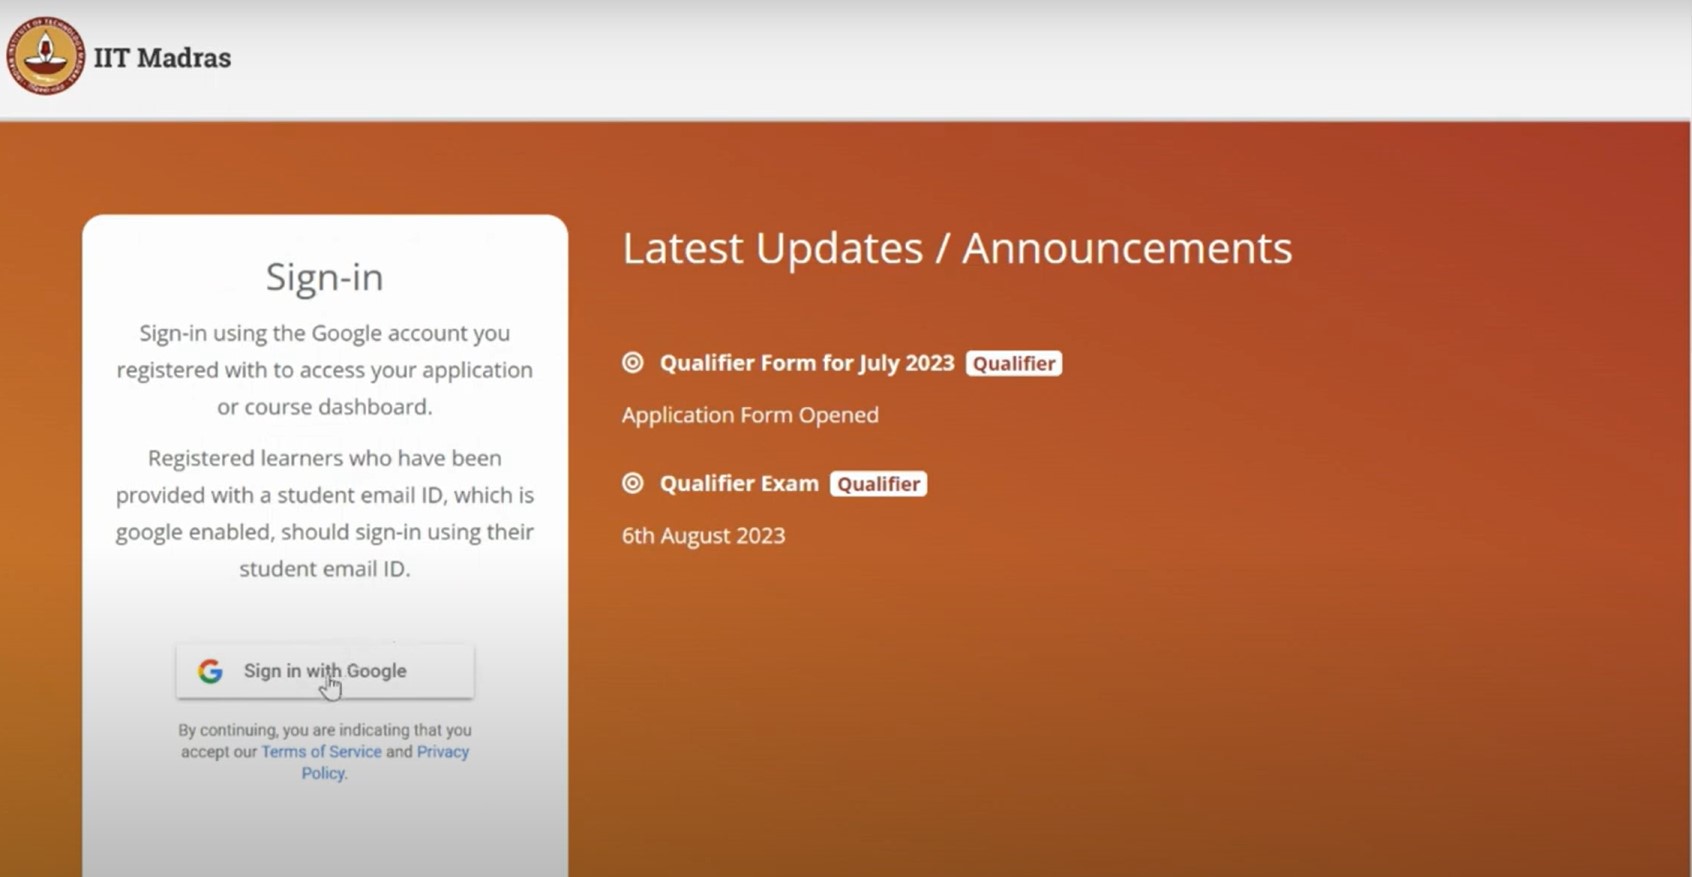 IIT Madras
Sign-in
Sign-in using the Google account you
registered with to access your application
or course dashboard.
Registered learners who have been
provided with a student email ID, which is
google enabled, should sign-in using their
student email ID.
Sign in with Google
By continuing, you are indicating that you
accept our Terms of Service and Privacy
Policy.
Latest Updates / Announcements
Qualifier Form for July 2023 Qualifier
Application Form Opened
Qualifier Exam Qualifier
6th August 2023